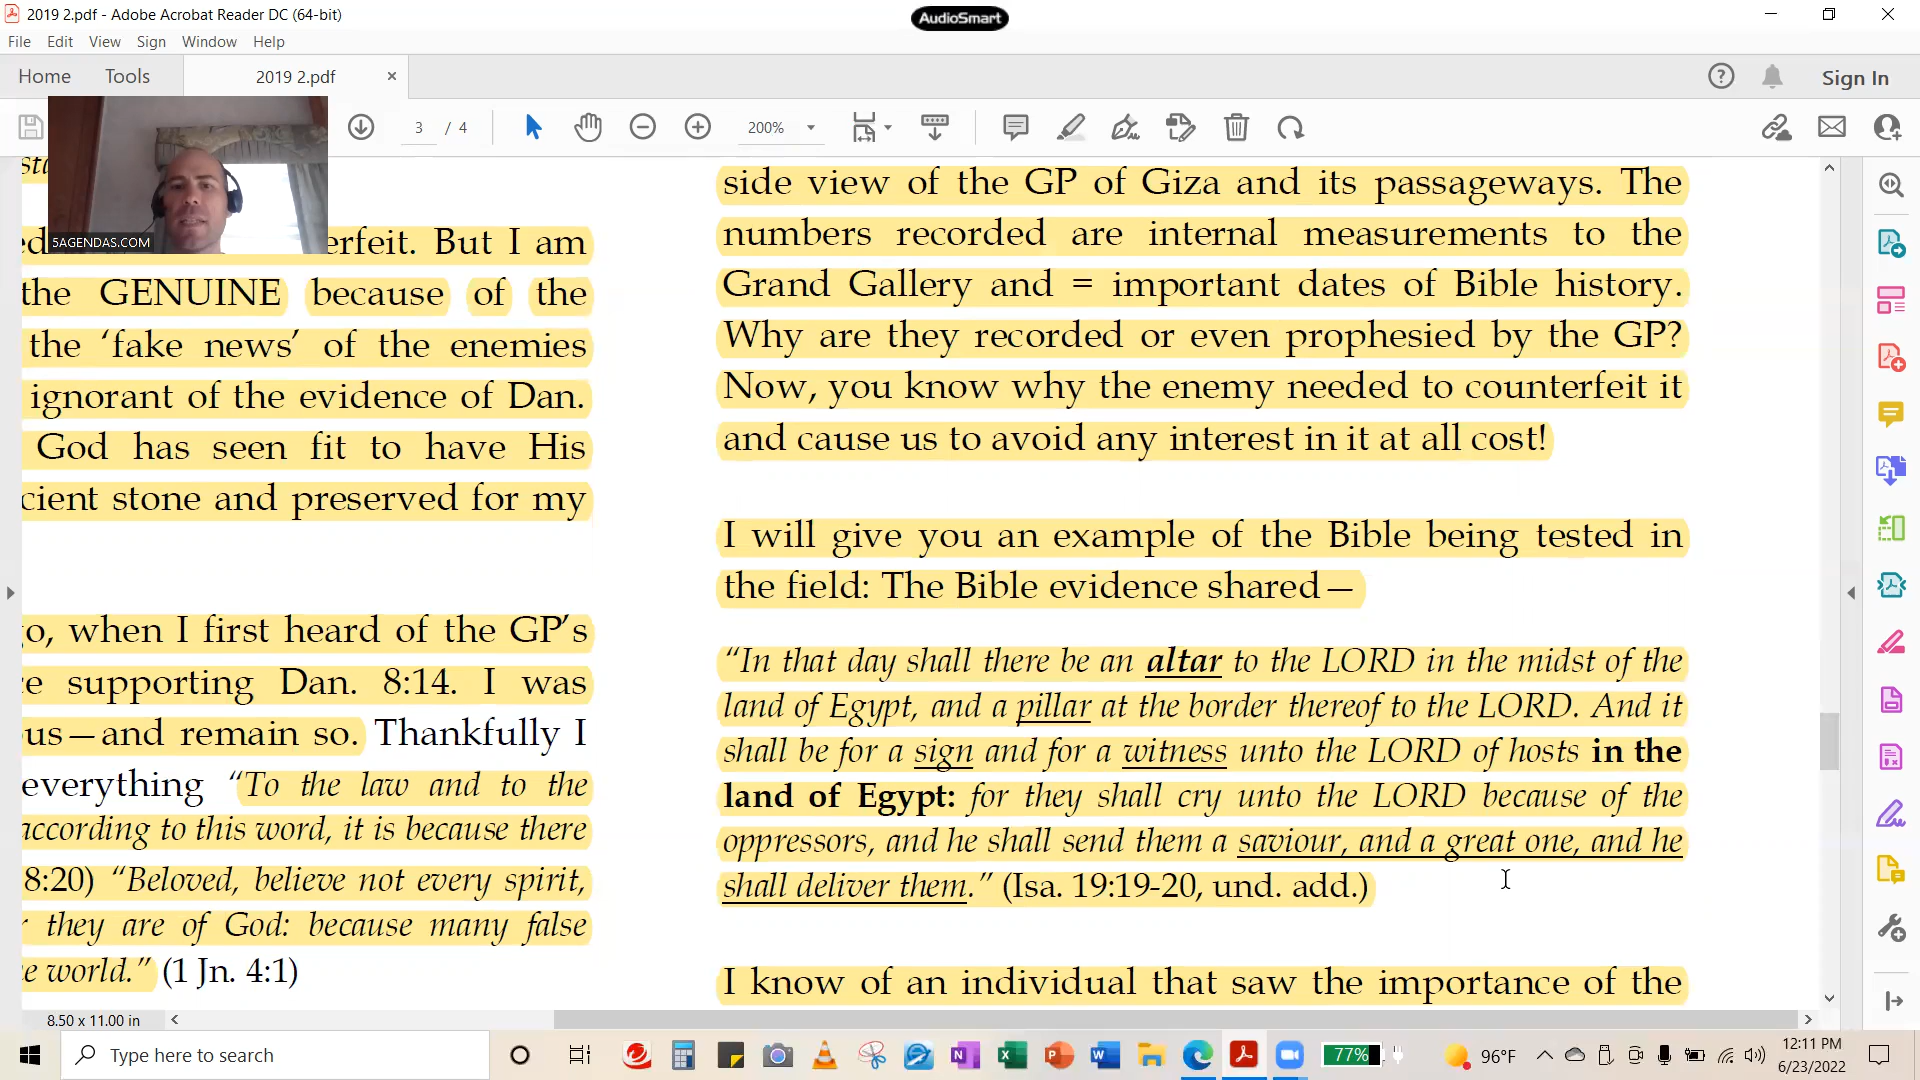 2019 2.pdf - Adobe Acrobat Reader DC (64-bit)
AudioSmart
File Edit View Sign Window Help
Home Tools 2019 2.pdf × Sign In
3 / 4 200%
5AGENDAS.COM
erfeit. But I am
the GENUINE because of the
the ‘fake news’ of the enemies
ignorant of the evidence of Dan.
God has seen fit to have His
cient stone and preserved for my
o, when I first heard of the GP’s
e supporting Dan. 8:14. I was
us—and remain so. Thankfully I
everything “To the law and to the
according to this word, it is because there
8:20) “Beloved, believe not every spirit,
they are of God: because many false
e world.” (1 Jn. 4:1)
side view of the GP of Giza and its passageways. The
numbers recorded are internal measurements to the
Grand Gallery and = important dates of Bible history.
Why are they recorded or even prophesied by the GP?
Now, you know why the enemy needed to counterfeit it
and cause us to avoid any interest in it at all cost!
I will give you an example of the Bible being tested in
the field: The Bible evidence shared—
“In that day shall there be an altar to the LORD in the midst of the
land of Egypt, and a pillar at the border thereof to the LORD. And it
shall be for a sign and for a witness unto the LORD of hosts in the
land of Egypt: for they shall cry unto the LORD because of the
oppressors, and he shall send them a saviour, and a great one, and he
shall deliver them.” (Isa. 19:19-20, und. add.)
I know of an individual that saw the importance of the
8.50 x 11.00 in
Type here to search
77%
96°F
12:11 PM
6/23/2022